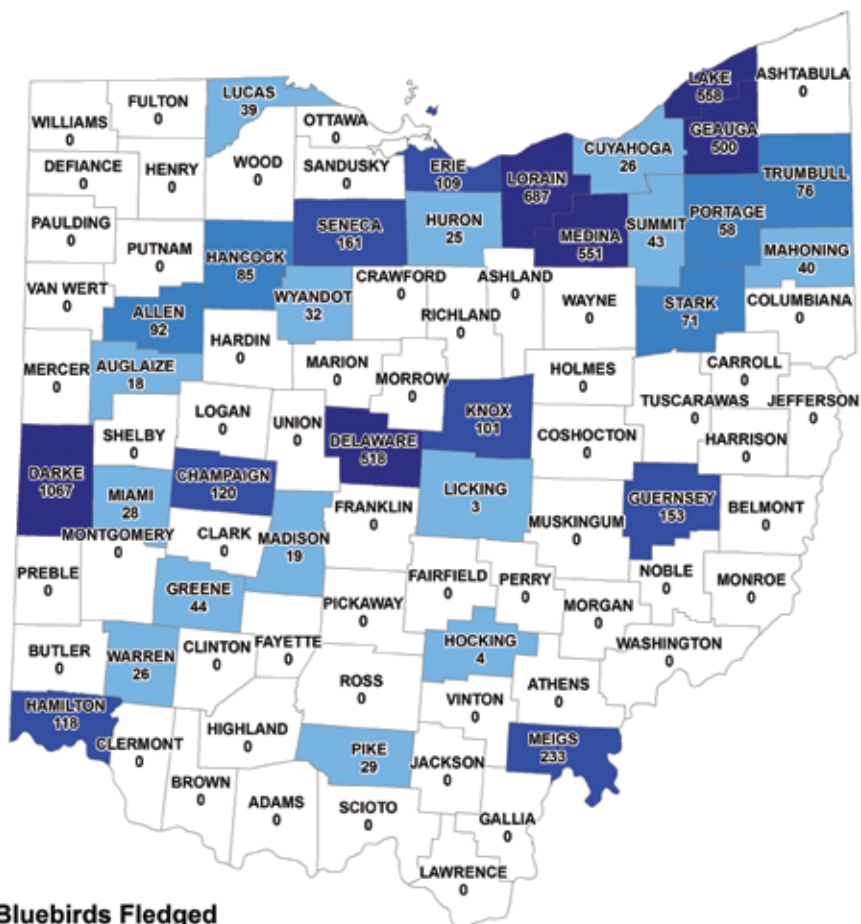 LAKE
558
ASHTABULA
0
LUCAS
39
FULTON
0
WILLIAMS
0
OTTAWA
0
GEAUGA
500
CUYAHOGA
26
DEFIANCE
0
HENRY
0
WOOD
0
SANDUSKY
0
ERIE
109
LORAIN
687
TRUMBULL
76
PAULDING
0
SENECA
161
HURON
25
MEDINA
551
SUMMIT
43
PORTAGE
58
PUTNAM
0
HANCOCK
85
MAHONING
40
VAN WERT
0
WYANDOT
32
CRAWFORD
0
ASHLAND
0
WAYNE
0
STARK
71
COLUMBIANA
0
ALLEN
92
RICHLAND
0
HARDIN
0
MERCER
0
AUGLAIZE
18
MARION
0
MORROW
0
HOLMES
0
CARROLL
0
LOGAN
0
UNION
0
KNOX
101
TUSCARAWAS
0
JEFFERSON
0
SHELBY
0
DELAWARE
518
COSHOCTON
0
HARRISON
0
DARKE
1067
CHAMPAIGN
120
MIAMI
28
LICKING
3
GUERNSEY
153
FRANKLIN
0
BELMONT
0
MUSKINGUM
0
MONTGOMERY
0
CLARK
0
MADISON
19
PREBLE
0
FAIRFIELD
0
PERRY
0
NOBLE
0
MONROE
0
GREENE
44
PICKAWAY
0
MORGAN
0
BUTLER
0
WARREN
26
CLINTON
0
FAYETTE
0
HOCKING
4
WASHINGTON
0
ROSS
0
ATHENS
0
VINTON
0
HAMILTON
118
CLERMONT
0
HIGHLAND
0
PIKE
29
JACKSON
0
MEIGS
233
BROWN
0
ADAMS
0
SCIOTO
0
GALLIA
0
LAWRENCE
0
Bluebirds Fledged